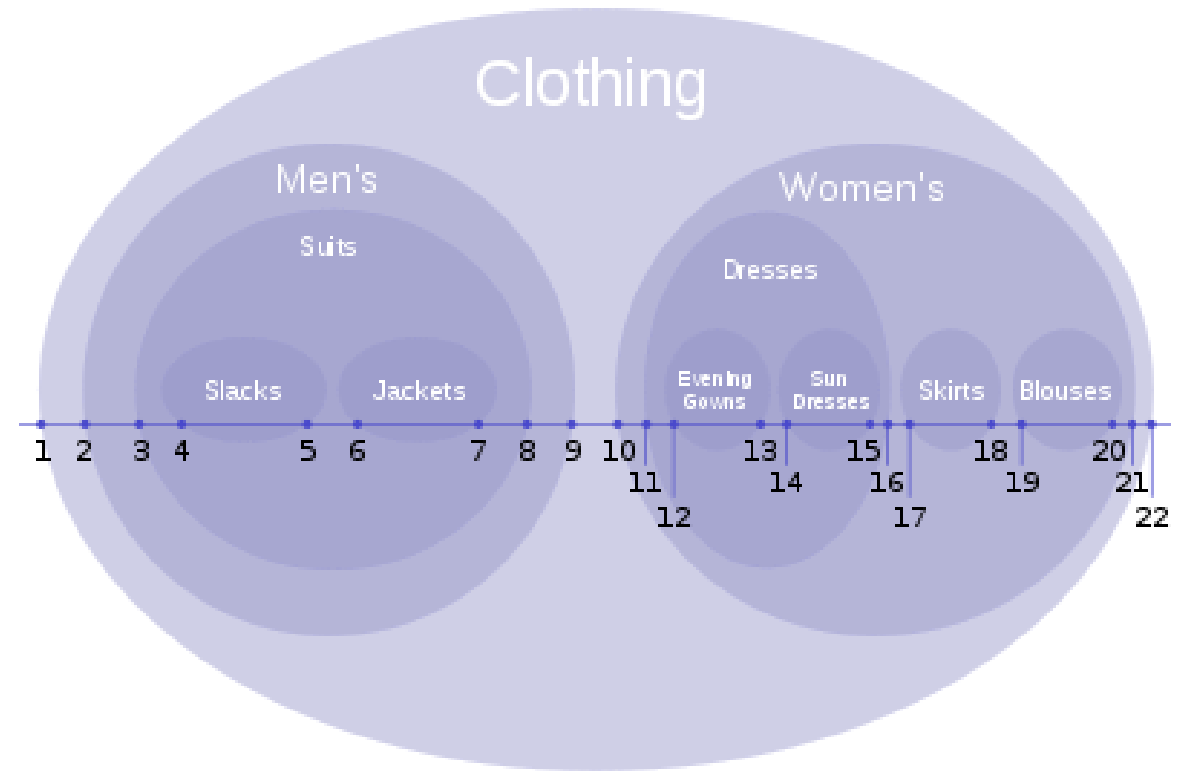 Clothing
Men's
Women's
Suits
Dresses
Slacks
Jackets
Evening
Gowns
Sun
Dresses
Skirts
Blouses
1 2 3 4 5 6 7 8 9 10 13 15 18 20
11 14 16 19 21
12 17 22